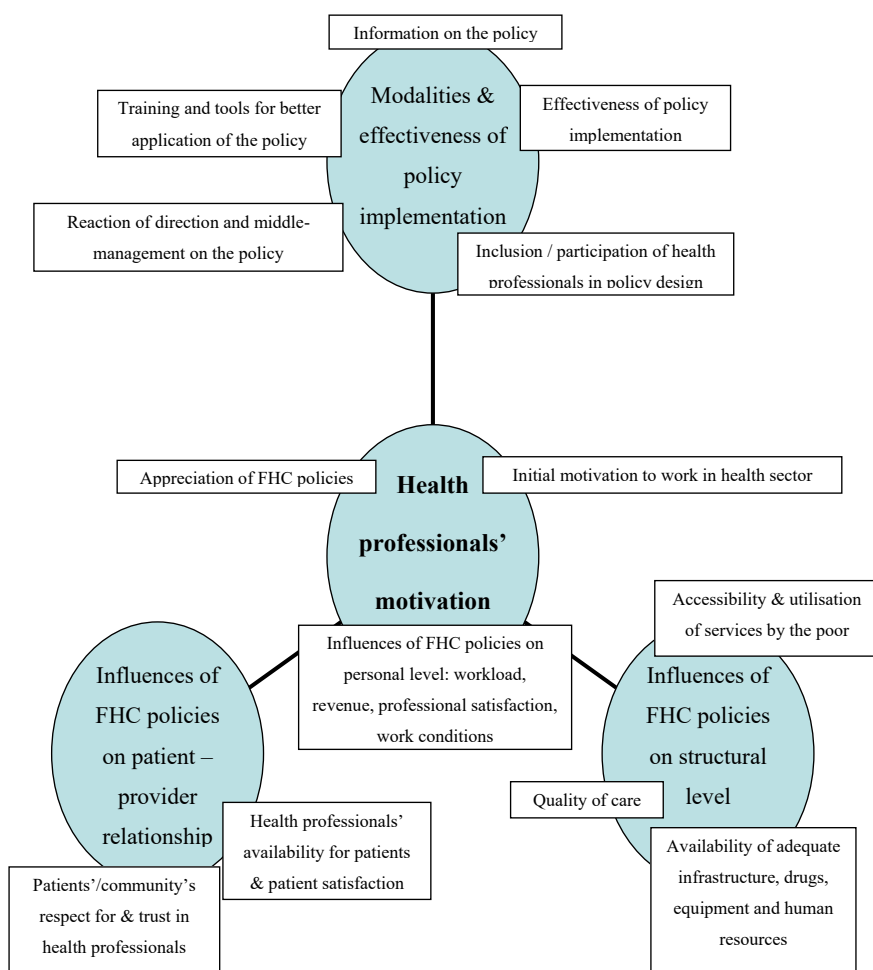 Information on the policy
Modalities &
effectiveness of
policy
implementation
Training and tools for better
application of the policy
Effectiveness of policy
implementation
Reaction of direction and middle-
management on the policy
Inclusion / participation of health
professionals in policy design
Appreciation of FHC policies
Initial motivation to work in health sector
Health
professionals’
motivation
Influences of FHC policies on
personal level: workload,
revenue, professional satisfaction,
work conditions
Accessibility & utilisation
of services by the poor
Influences of
FHC policies
on patient –
provider
relationship
Influences of
FHC policies
on structural
level
Quality of care
Health professionals’
availability for patients
& patient satisfaction
Patients’/community’s
respect for & trust in
health professionals
Availability of adequate
infrastructure, drugs,
equipment and human
resources